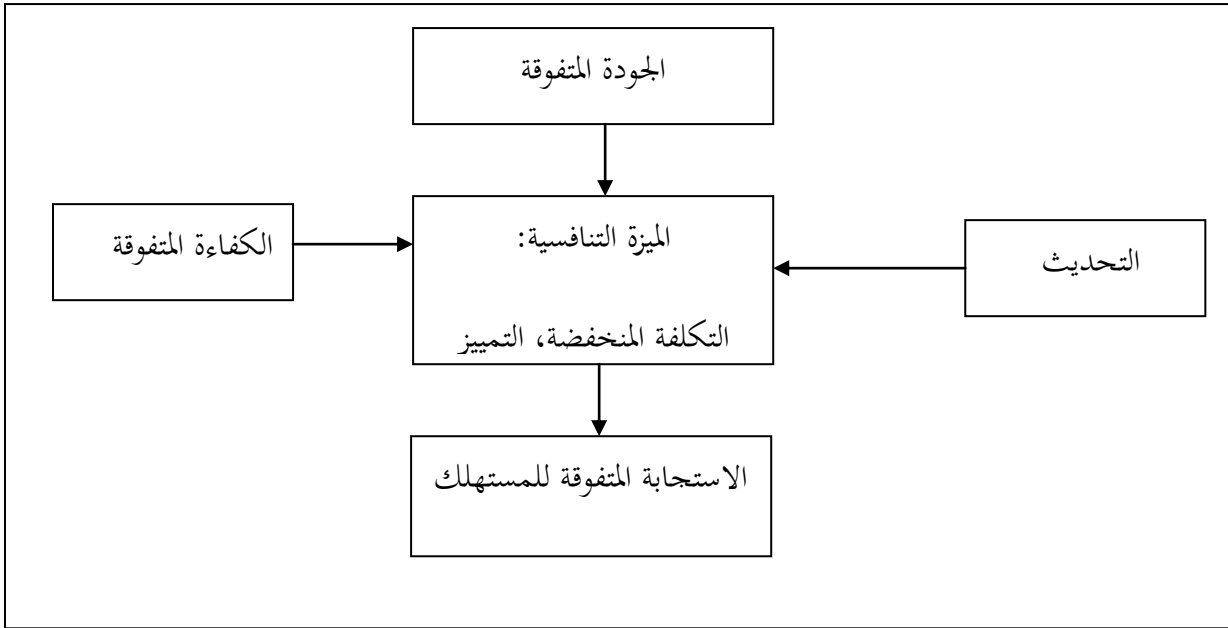 الجودة المتفوقة
الميزة التنافسية:
التكلفة المنخفضة، التمييز
الكفاءة المتفوقة
التحديث
الاستجابة المتفوقة للمستهلك